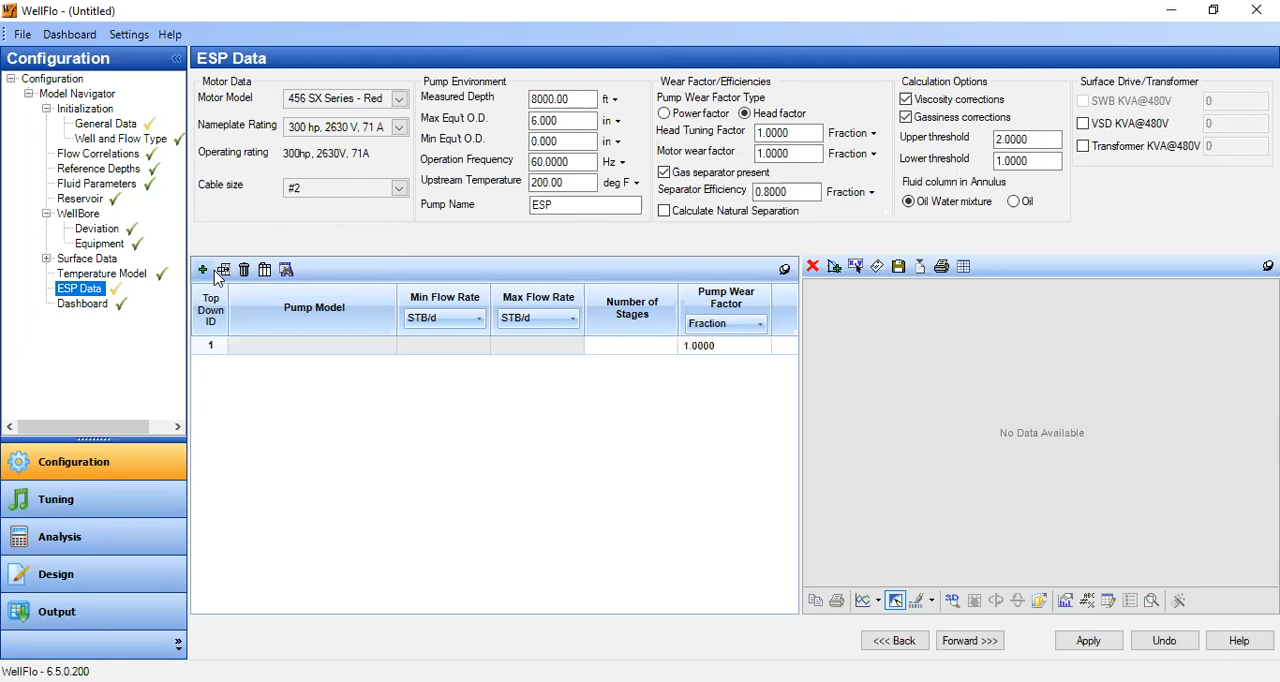 WellFlo - (Untitled)
File Dashboard Settings Help
Configuration
Configuration
Model Navigator
Initialization
General Data
Well and Flow Type
Flow Correlations
Reference Depths
Fluid Parameters
Reservoir
WellBore
Deviation
Equipment
Surface Data
Temperature Model
ESP Data
Dashboard
Configuration
Tuning
Analysis
Design
Output
ESP Data
Motor Data
Motor Model 456 SX Series - Red
Nameplate Rating 300 hp, 2630 V, 71 A
Operating rating 300hp, 2630V, 71A
Cable size #2
Pump Environment
Measured Depth 8000.00 ft
Max Equ't O.D. 6.000 in
Min Equ't O.D. 0.000 in
Operation Frequency 60.0000 Hz
Upstream Temperature 200.00 deg F
Pump Name ESP
Wear Factor/Efficiencies
Pump Wear Factor Type
Power factor Head factor
Head Tuning Factor 1.0000 Fraction
Motor wear factor 1.0000 Fraction
Gas separator present
Separator Efficiency 0.8000 Fraction
Calculate Natural Separation
Calculation Options
Viscosity corrections
Gassiness corrections
Upper threshold 2.0000
Lower threshold 1.0000
Fluid column in Annulus
Oil Water mixture Oil
Surface Drive/Transformer
SWB KVA@480V 0
VSD KVA@480V 0
Transformer KVA@480V 0
Top Down ID
Pump Model
Min Flow Rate
STB/d
Max Flow Rate
STB/d
Number of Stages
Pump Wear Factor
Fraction
1 1.0000
No Data Available
<<< Back Forward >>> Apply Undo Help
WellFlo - 6.5.0.200